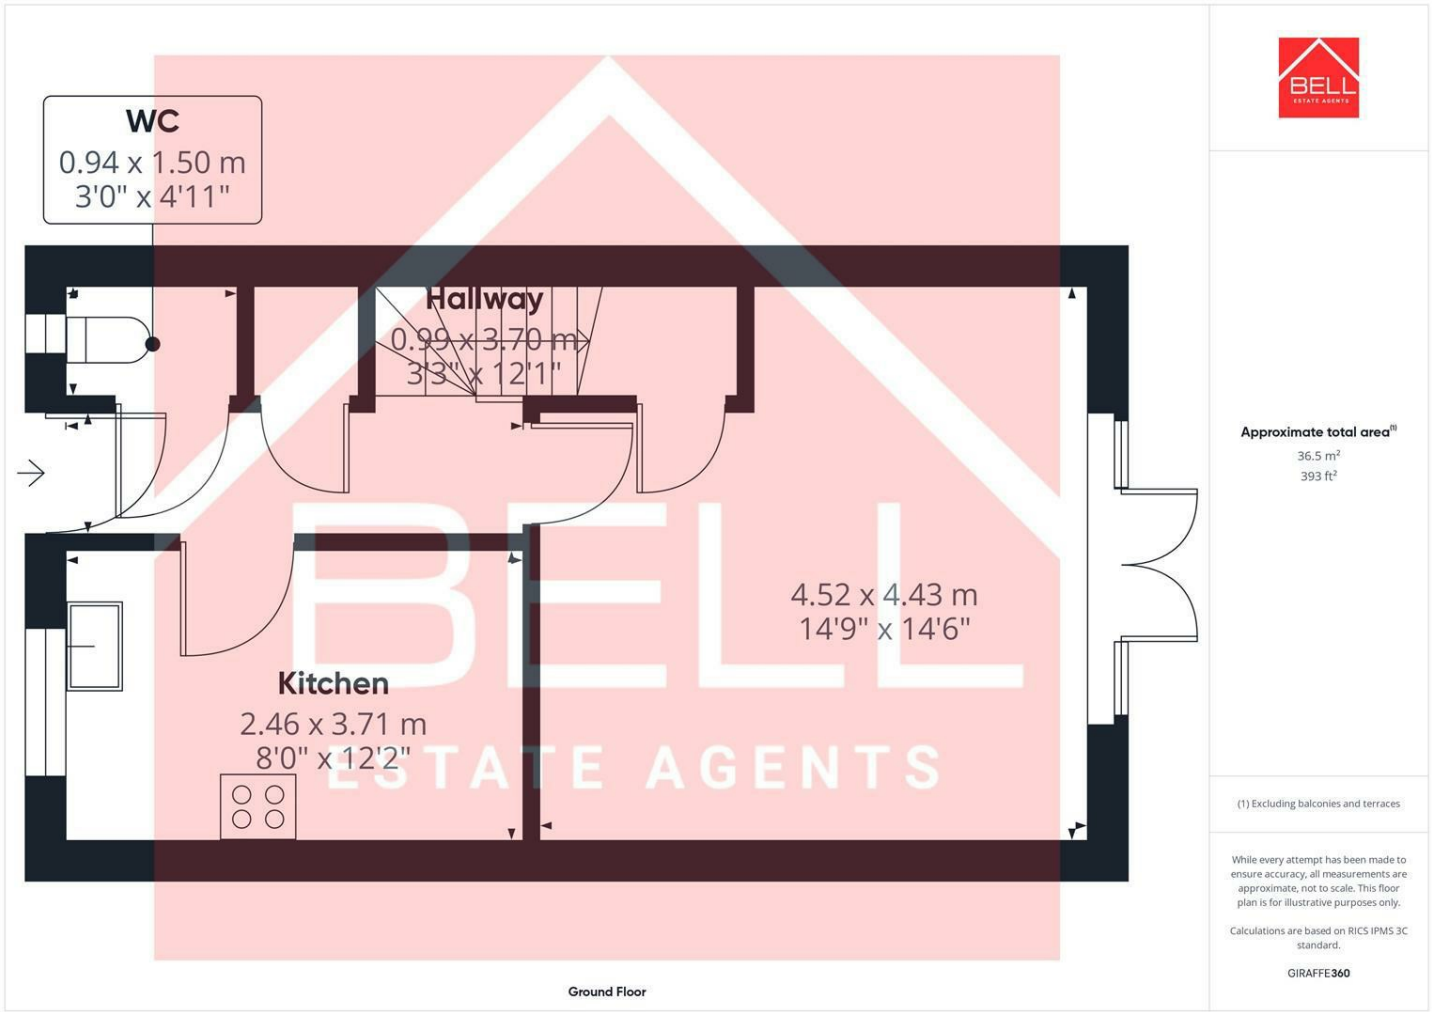 WC
0.94 x 1.50 m
3'0" x 4'11"
Hallway
0.99 x 3.70 m
3'3" x 12'1"
4.52 x 4.43 m
14'9" x 14'6"
Kitchen
2.46 x 3.71 m
8'0" x 12'2"
BELL
ESTATE AGENTS
Ground Floor
BELL
ESTATE AGENTS
Approximate total area(1)
36.5 m²
393 ft²
(1) Excluding balconies and terraces
While every attempt has been made to
ensure accuracy, all measurements are
approximate, not to scale. This floor
plan is for illustrative purposes only.
Calculations are based on RICS IPMS 3C
standard.
GIRAFFE360